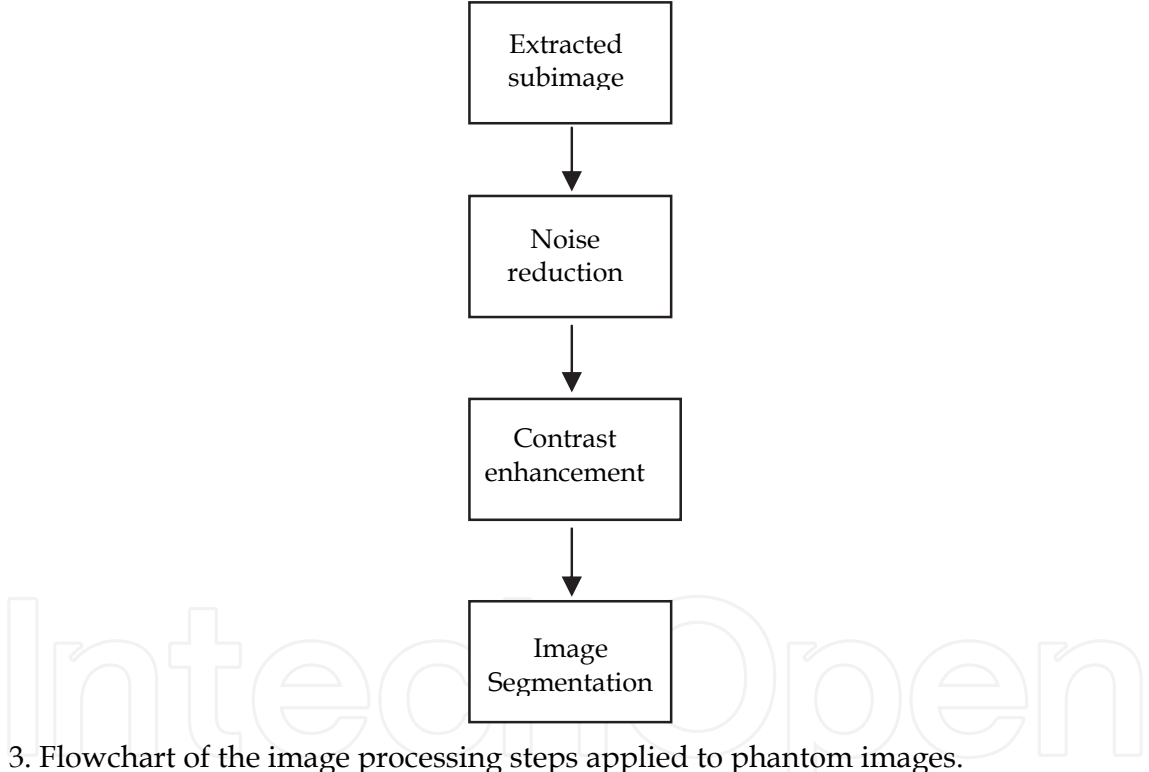 Extracted
subimage
Noise
reduction
Contrast
enhancement
Image
Segmentation
IntechOpen
3. Flowchart of the image processing steps applied to phantom images.